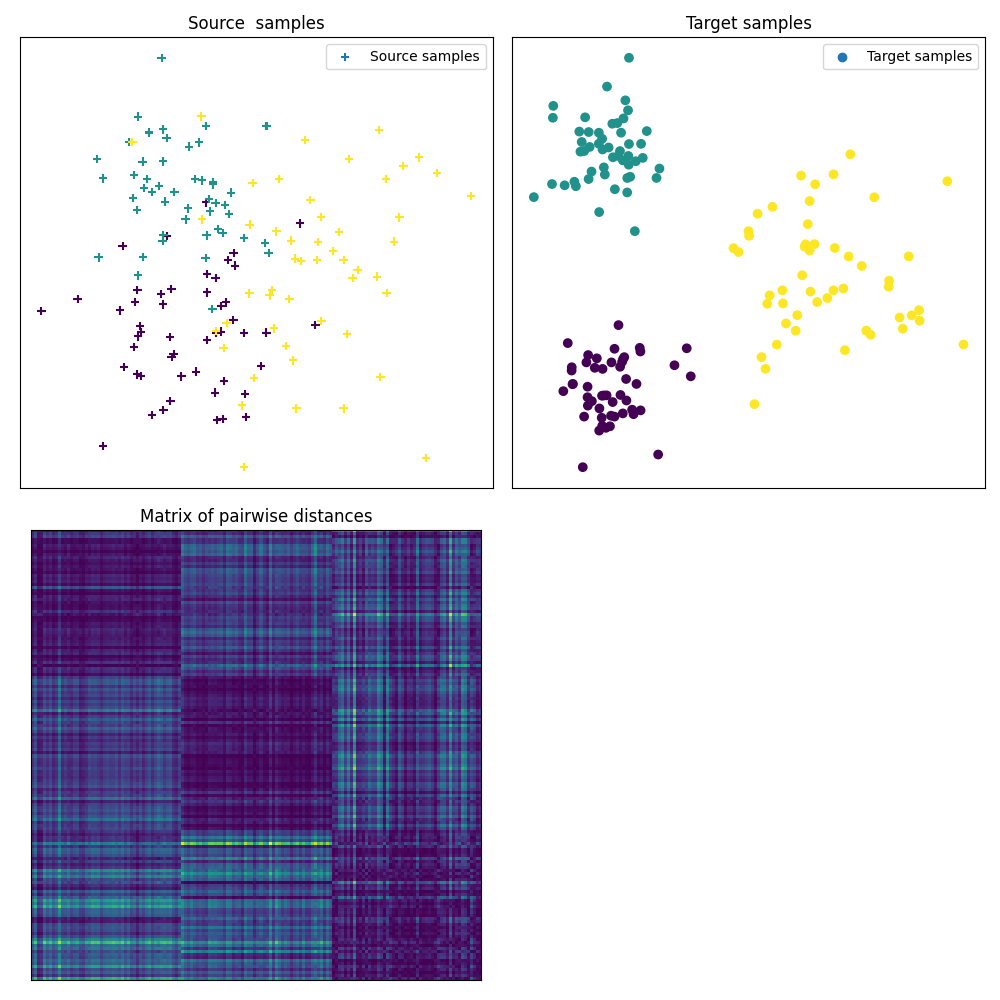 Source  samples
Source samples
Target samples
Target samples
Matrix of pairwise distances